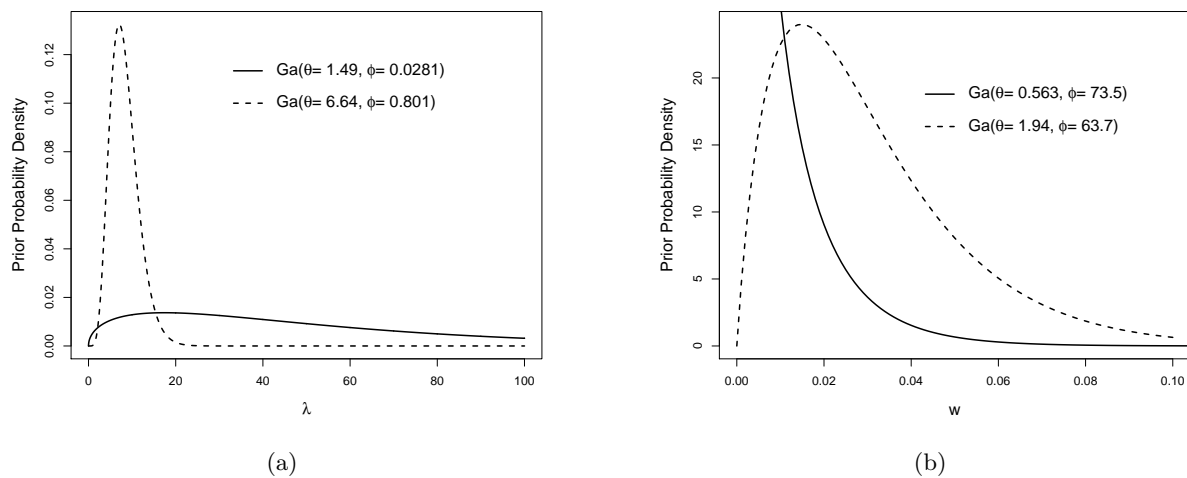 Prior Probability Density
0.12
0.10
0.08
0.06
0.04
0.02
0.00
Ga(θ= 1.49, ϕ= 0.0281)
Ga(θ= 6.64, ϕ= 0.801)
0 20 40 60 80 100
λ
(a)
Prior Probability Density
20
15
10
5
0
Ga(θ= 0.563, ϕ= 73.5)
Ga(θ= 1.94, ϕ= 63.7)
0.00 0.02 0.04 0.06 0.08 0.10
w
(b)